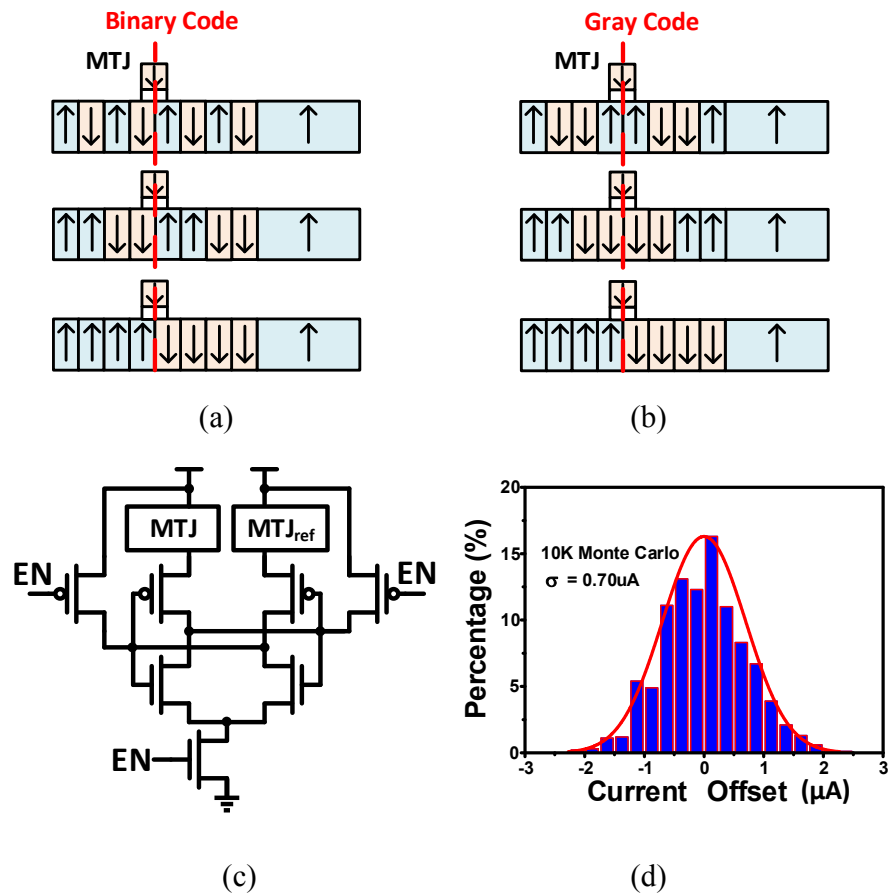 Binary Code
MTJ
(a)
Gray Code
MTJ
(b)
MTJ
MTJref
EN
EN
EN
(c)
20
15
10
5
0
Percentage (%)
10K Monte Carlo
σ = 0.70uA
-3 -2 -1 0 1 2 3
Current Offset (μA)
(d)